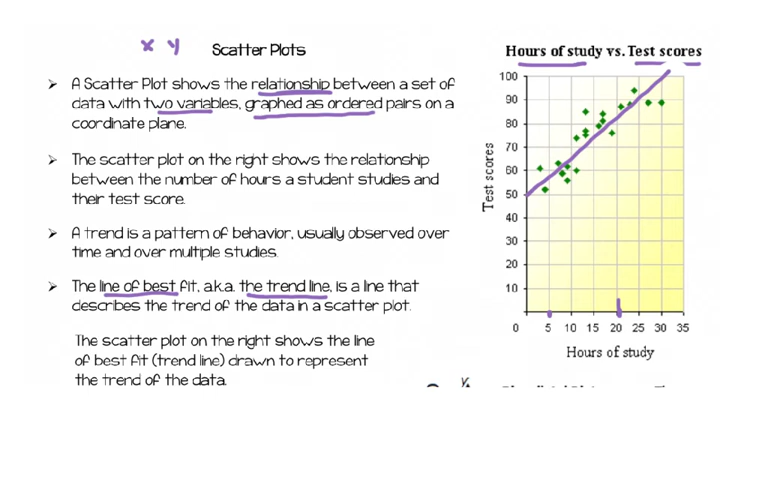 x y Scatter Plots
➢ A Scatter Plot shows the relationship between a set of
data with two variables, graphed as ordered pairs on a
coordinate plane.
➢ The scatter plot on the right shows the relationship
between the number of hours a student studies and
their test score.
➢ A trend is a pattern of behavior, usually observed over
time and over multiple studies.
➢ The line of best fit, a.k.a. the trend line, is a line that
describes the trend of the data in a scatter plot.
The scatter plot on the right shows the line
of best fit (trend line) drawn to represent
the trend of the data.
Hours of study vs. Test scores
100
90
80
70
60
50
40
30
20
10
Test scores
0 5 10 15 20 25 30 35
Hours of study